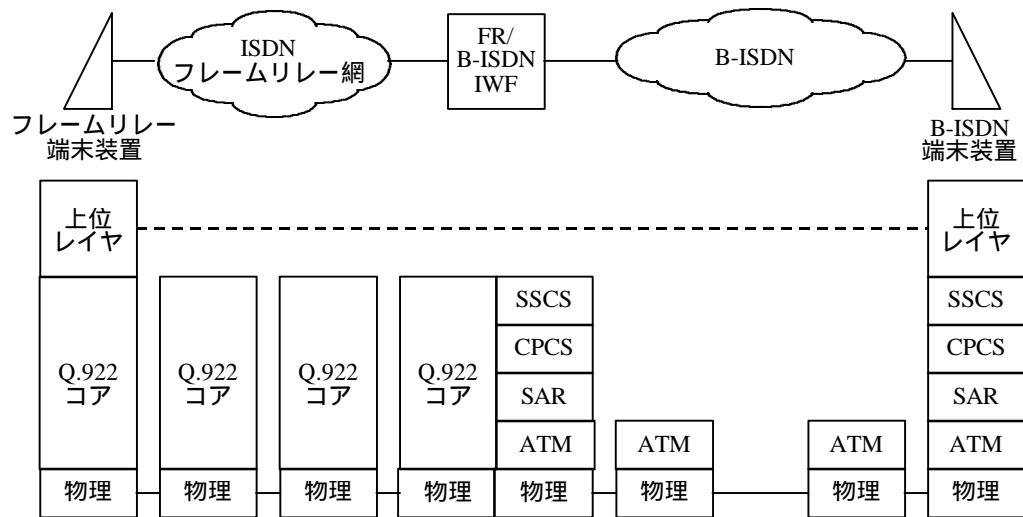 ISDN
フレームリレー網
FR/
B-ISDN
IWF
B-ISDN
フレームリレー
端末装置
B-ISDN
端末装置
上位
レイヤ
上位
レイヤ
Q.922
コア
Q.922
コア
Q.922
コア
Q.922
コア
SSCS
CPCS
SAR
ATM
ATM
ATM
SSCS
CPCS
SAR
ATM
物理
物理
物理
物理
物理
物理
物理
物理